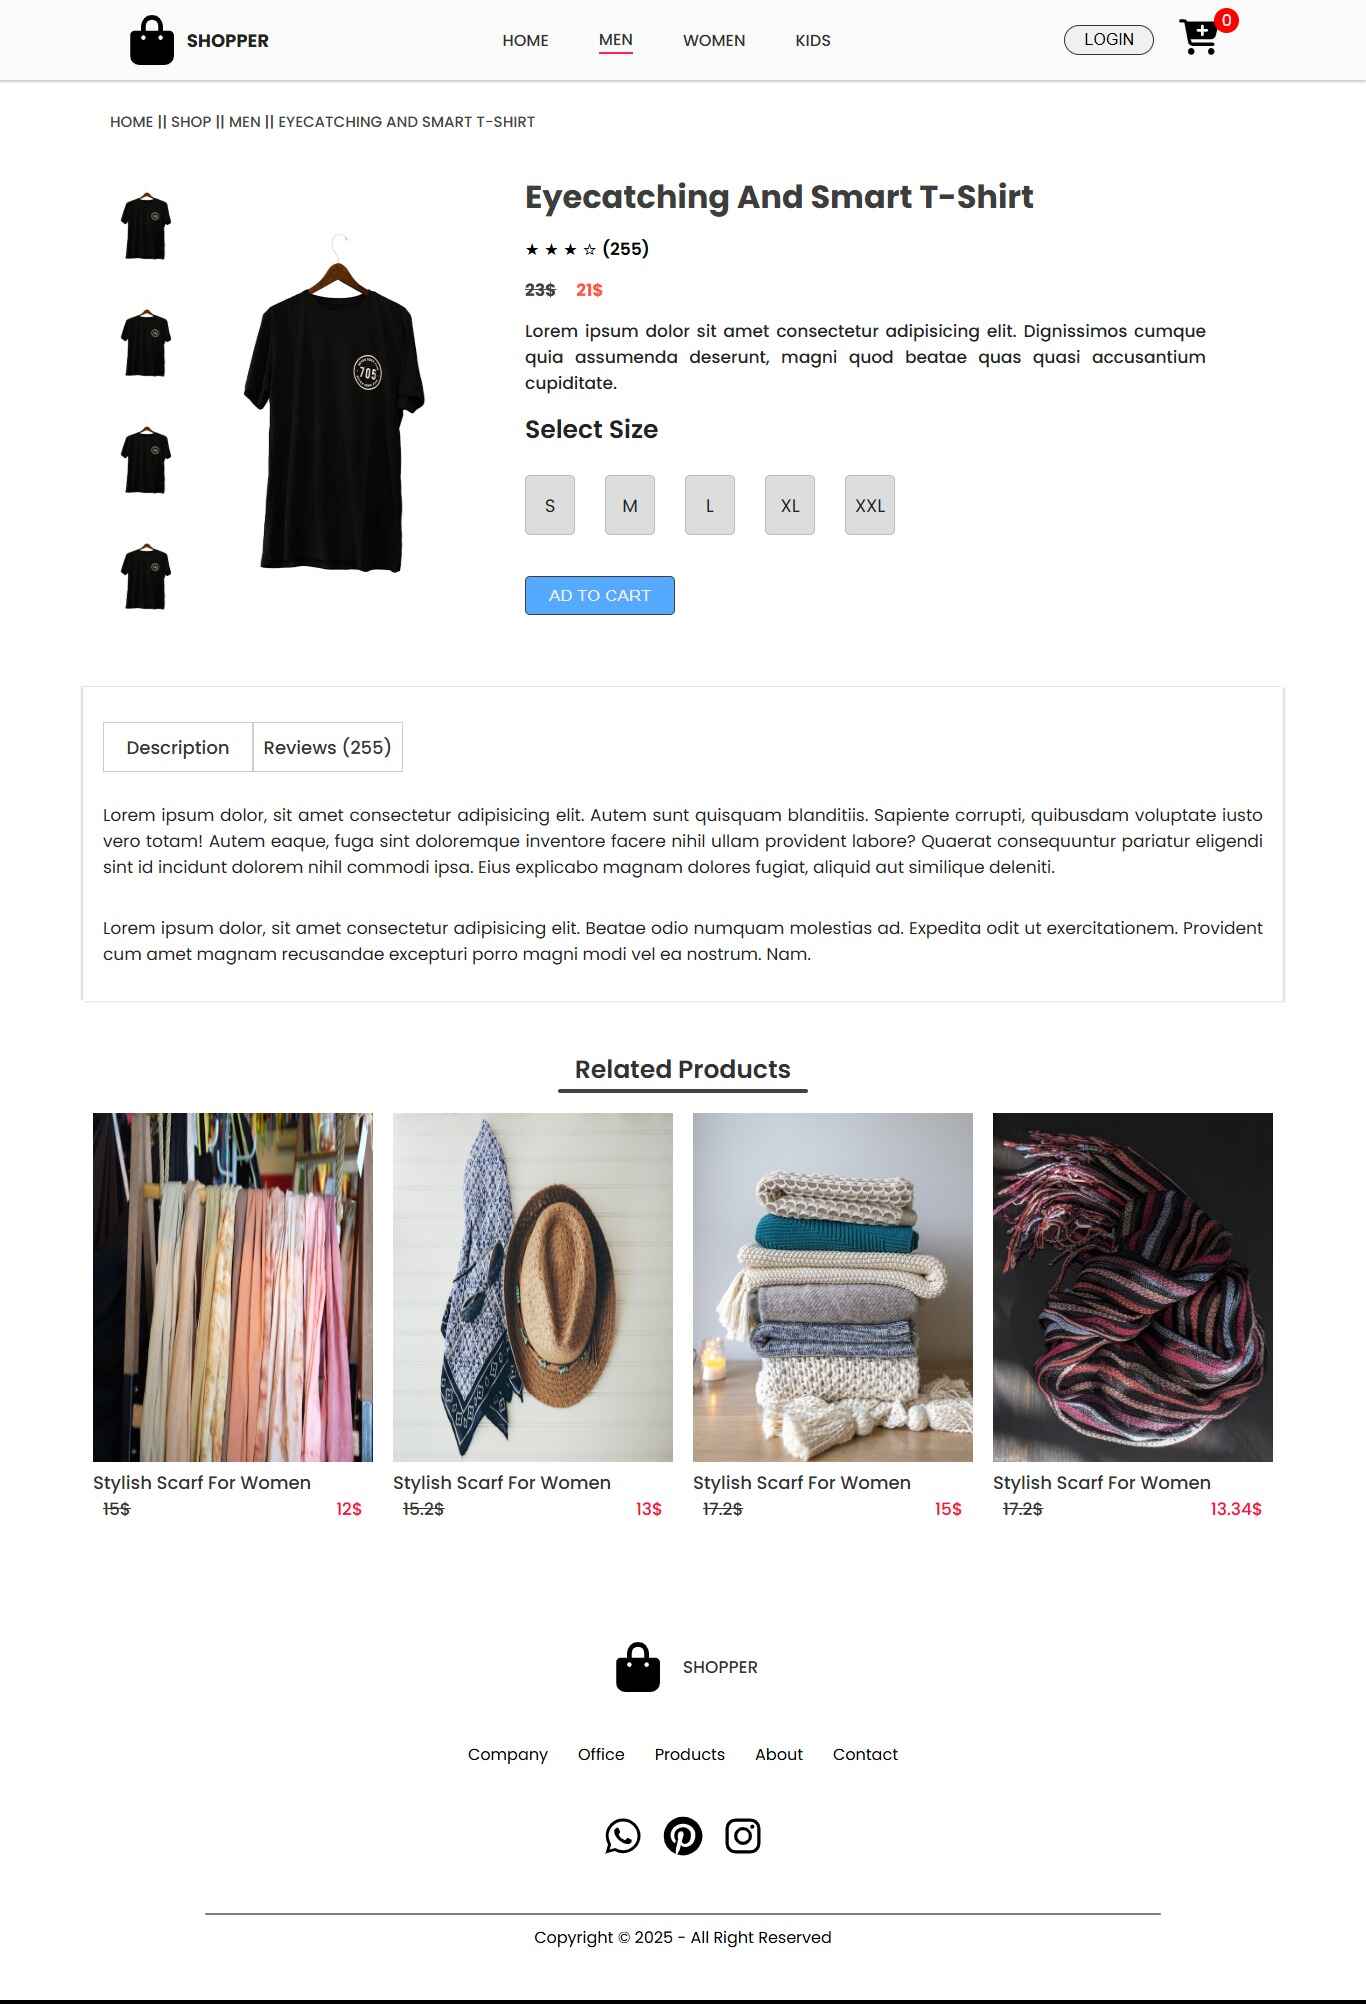 SHOPPER
HOME MEN WOMEN KIDS
LOGIN
0
HOME || SHOP || MEN || EYECATCHING AND SMART T-SHIRT
Eyecatching And Smart T-Shirt
★ ★ ★ ☆ (255)
23$ 21$
Lorem ipsum dolor sit amet consectetur adipisicing elit. Dignissimos cumque
quia assumenda deserunt, magni quod beatae quas quasi accusantium
cupiditate.
705
Select Size
S M L XL XXL
AD TO CART
Description Reviews (255)
Lorem ipsum dolor, sit amet consectetur adipisicing elit. Autem sunt quisquam blanditiis. Sapiente corrupti, quibusdam voluptate iusto
vero totam! Autem eaque, fuga sint doloremque inventore facere nihil ullam provident labore? Quaerat consequuntur pariatur eligendi
sint id incidunt dolorem nihil commodi ipsa. Eius explicabo magnam dolores fugiat, aliquid aut similique deleniti.
Lorem ipsum dolor, sit amet consectetur adipisicing elit. Beatae odio numquam molestias ad. Expedita odit ut exercitationem. Provident
cum amet magnam recusandae excepturi porro magni modi vel ea nostrum. Nam.
Related Products
Stylish Scarf For Women
15$ 12$
Stylish Scarf For Women
15.2$ 13$
Stylish Scarf For Women
17.2$ 15$
Stylish Scarf For Women
17.2$ 13.34$
SHOPPER
Company Office Products About Contact
Copyright © 2025 - All Right Reserved